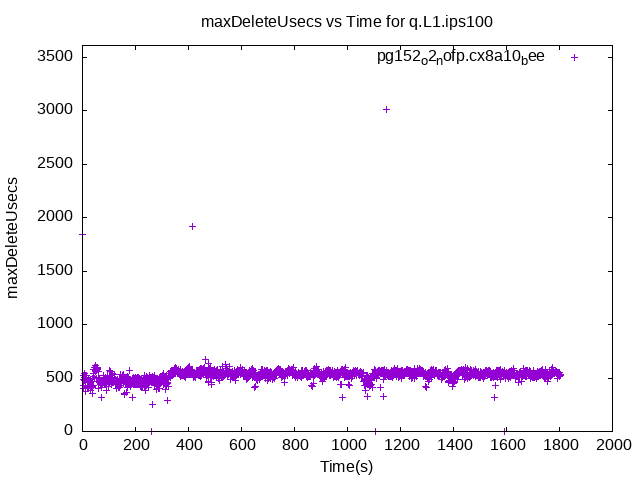 maxDeleteUsecs vs Time for q.L1.ips100
pg152o2nofp.cx8a10bee
maxDeleteUsecs
3500
3000
2500
2000
1500
1000
500
0
0 200 400 600 800 1000 1200 1400 1600 1800 2000
Time(s)